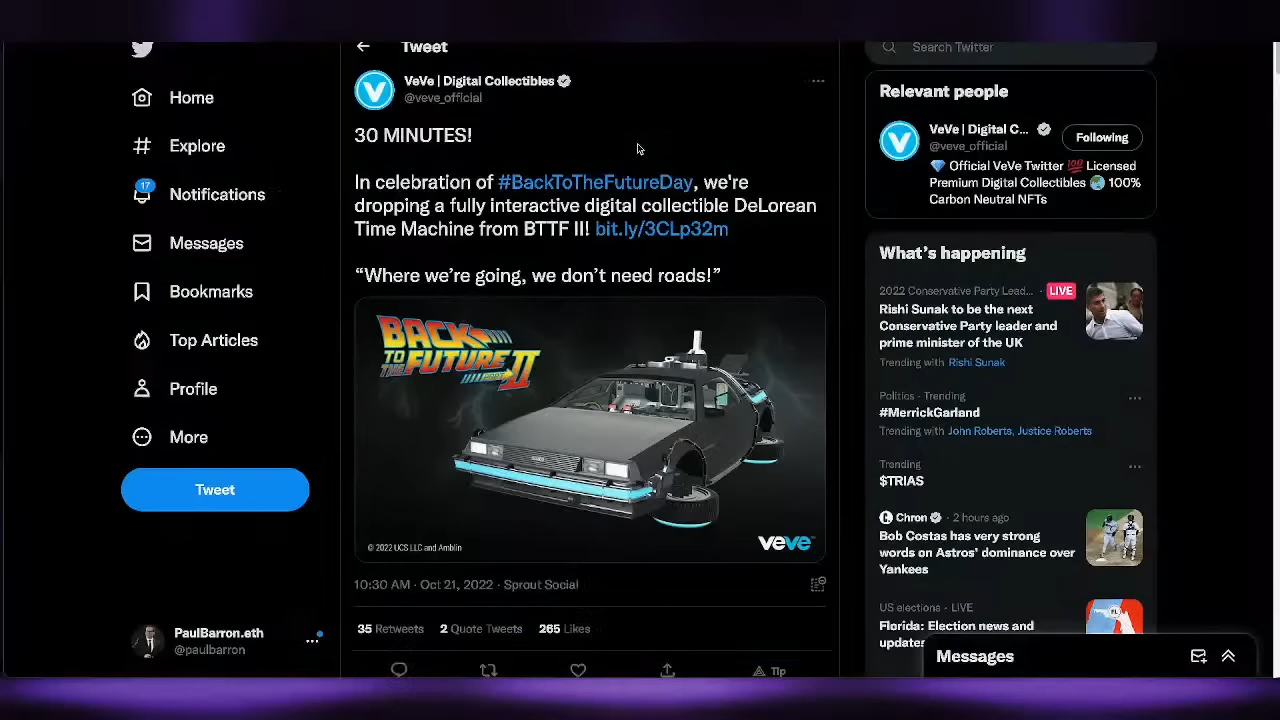 Home
Explore
17
Notifications
Messages
Bookmarks
Top Articles
Profile
More
Tweet
PaulBarron.eth
@paulbarron
Tweet
VeVe | Digital Collectibles
@veve_official
30 MINUTES!
In celebration of #BackToTheFutureDay, we're
dropping a fully interactive digital collectible DeLorean
Time Machine from BTTF II! bit.ly/3CLp32m
“Where we're going, we don't need roads!”
BACK
TO THE FUTURE II
PART
© 2022 UCS LLC and Amblin
veve
10:30 AM · Oct 21, 2022 · Sprout Social
35 Retweets 2 Quote Tweets 265 Likes
Tip
Search Twitter
Relevant people
VeVe | Digital C...
@veve_official
Following
💎 Official VeVe Twitter 💯 Licensed
Premium Digital Collectibles 🌏 100%
Carbon Neutral NFTs
What's happening
2022 Conservative Party Lead... · LIVE
Rishi Sunak to be the next
Conservative Party leader and
prime minister of the UK
Trending with Rishi Sunak
Politics · Trending
#MerrickGarland
Trending with John Roberts, Justice Roberts
Trending
$TRIAS
Chron · 2 hours ago
Bob Costas has very strong
words on Astros' dominance over
Yankees
US elections · LIVE
Florida: Election news and
updates
Messages